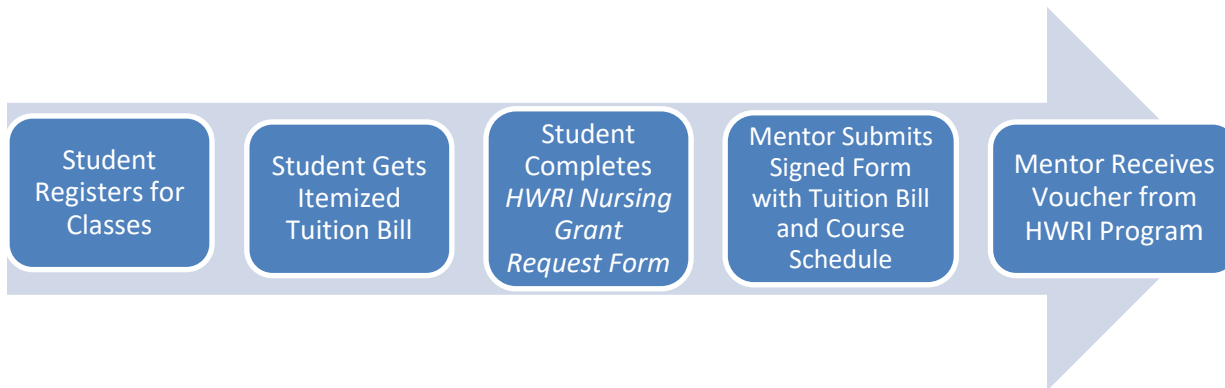 Student
Registers for
Classes
Student Gets
Itemized
Tuition Bill
Student
Completes
HWRI Nursing
Grant
Request Form
Mentor Submits
Signed Form
with Tuition Bill
and Course
Schedule
Mentor Receives
Voucher from
HWRI Program